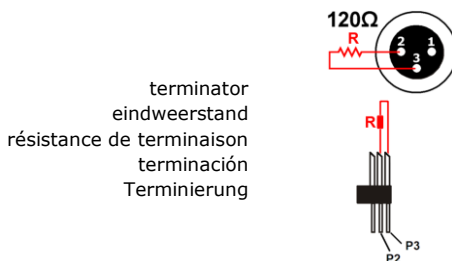 120Ω
R
2 1
3
terminator
eindweerstand
résistance de terminaison
terminación
Terminierung
R
P3
P2